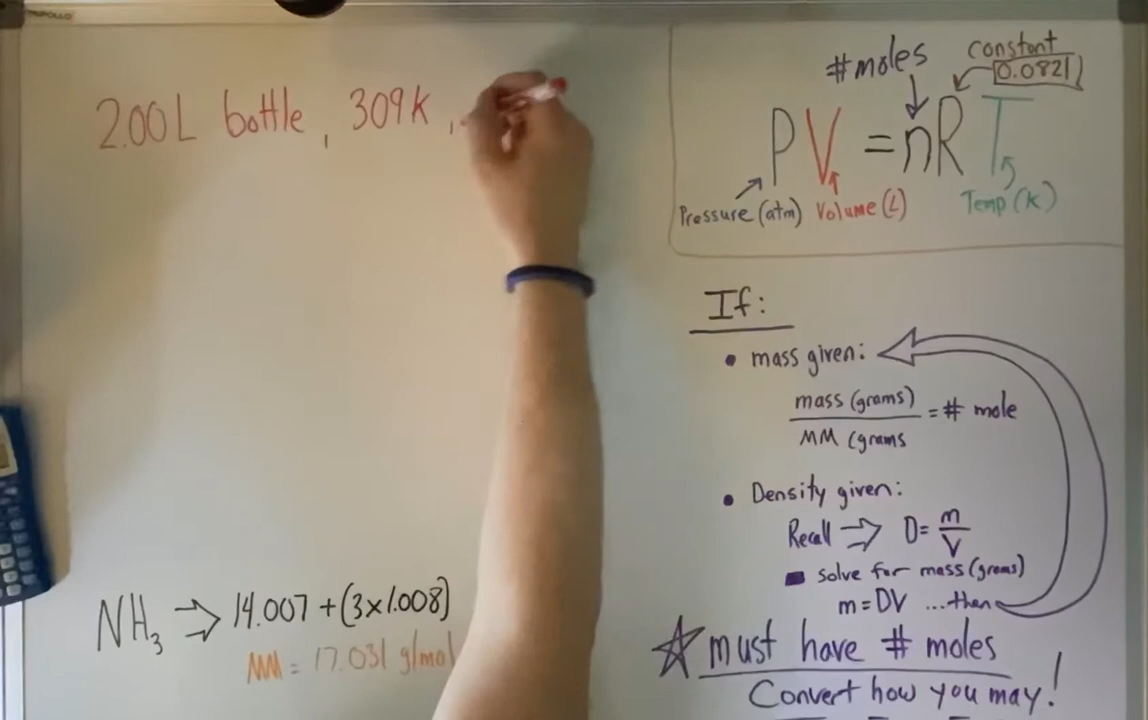 2.00L bottle, 309K,
NH3 ⇒ 14.007 + (3x1.008)
MM = 17.031 g/mol
#moles
constant
0.0821
PV = nRT
Pressure (atm) Volume (L) Temp (K)
If:
• mass given:
mass (grams)
MM (grams
= # mole
• Density given:
Recall ⇒ D = m/V
■ solve for mass (grams)
m = DV ...then
☆ must have # moles
Convert how you may!